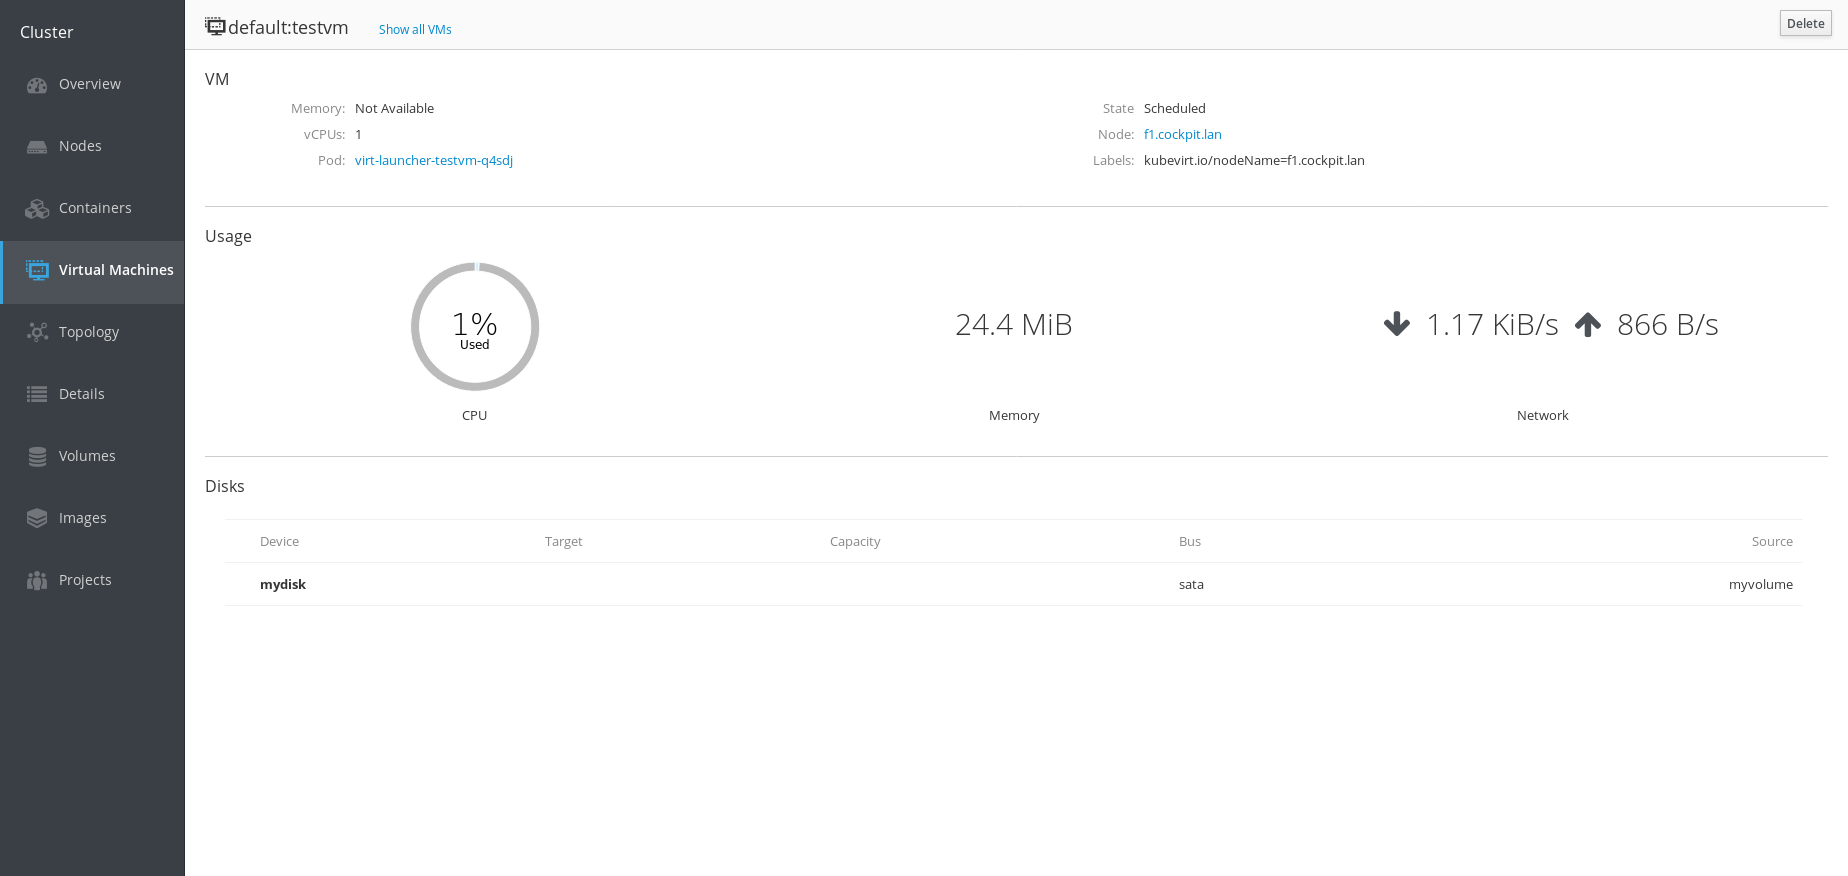 Cluster
Overview
Nodes
Containers
Virtual Machines
Topology
Details
Volumes
Images
Projects
default:testvm Show all VMs Delete
VM
Memory: Not Available State Scheduled
vCPUs: 1 Node: f1.cockpit.lan
Pod: virt-launcher-testvm-q4sdj Labels: kubevirt.io/nodeName=f1.cockpit.lan
Usage
1% 24.4 MiB 1.17 KiB/s 866 B/s
Used
CPU Memory Network
Disks
Device Target Capacity Bus Source
mydisk sata myvolume